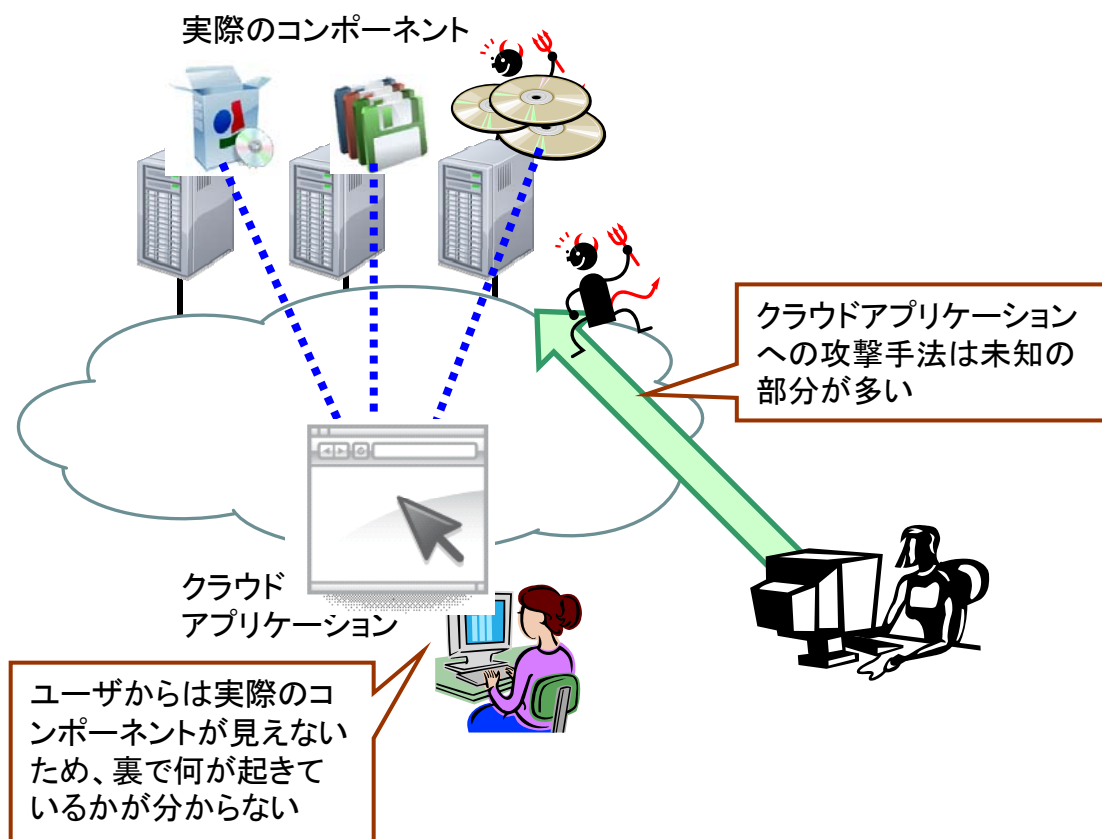 実際のコンポーネント
クラウドアプリケーション
への攻撃手法は未知の
部分が多い
クラウド
アプリケーション
ユーザからは実際のコ
ンポーネントが見えない
ため、裏で何が起きて
いるかが分からない